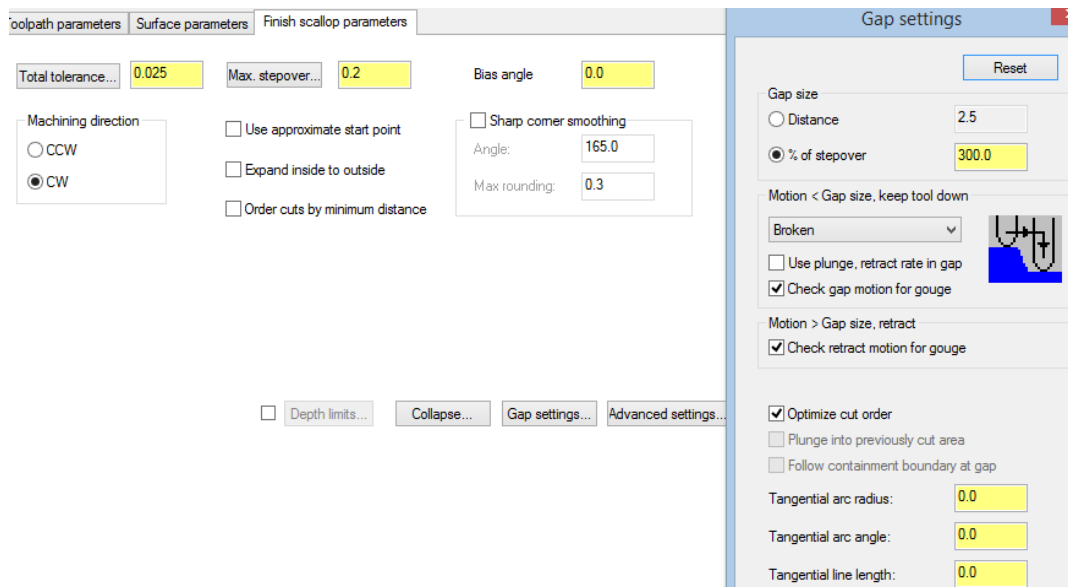 Toolpath parameters Surface parameters Finish scallop parameters
Total tolerance... 0.025 Max. stepover... 0.2 Bias angle 0.0
Machining direction
CCW
CW
Use approximate start point
Expand inside to outside
Order cuts by minimum distance
Sharp corner smoothing
Angle: 165.0
Max rounding: 0.3
Depth limits... Collapse... Gap settings... Advanced settings...
Gap settings
Reset
Gap size
Distance 2.5
% of stepover 300.0
Motion < Gap size, keep tool down
Broken
Use plunge, retract rate in gap
Check gap motion for gouge
Motion > Gap size, retract
Check retract motion for gouge
Optimize cut order
Plunge into previously cut area
Follow containment boundary at gap
Tangential arc radius: 0.0
Tangential arc angle: 0.0
Tangential line length: 0.0